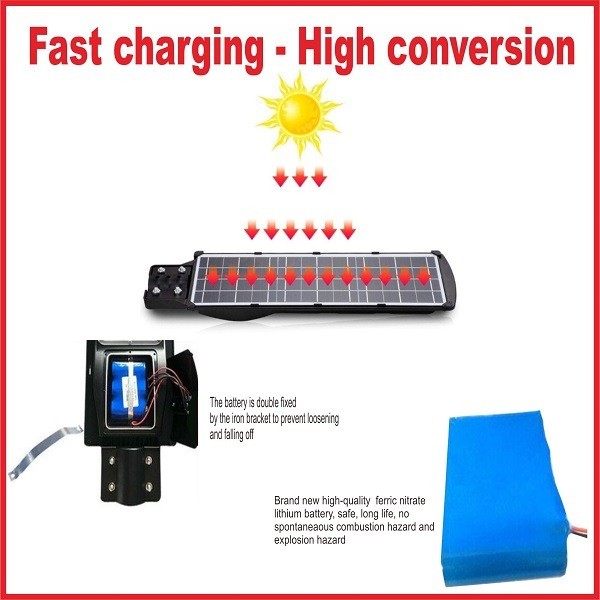 Fast charging - High conversion
The battery is double fixed
by the iron bracket to prevent loosening
and falling off
Brand new high-quality ferric nitrate
lithium battery, safe, long life, no
spontaneaous combustion hazard and
explosion hazard